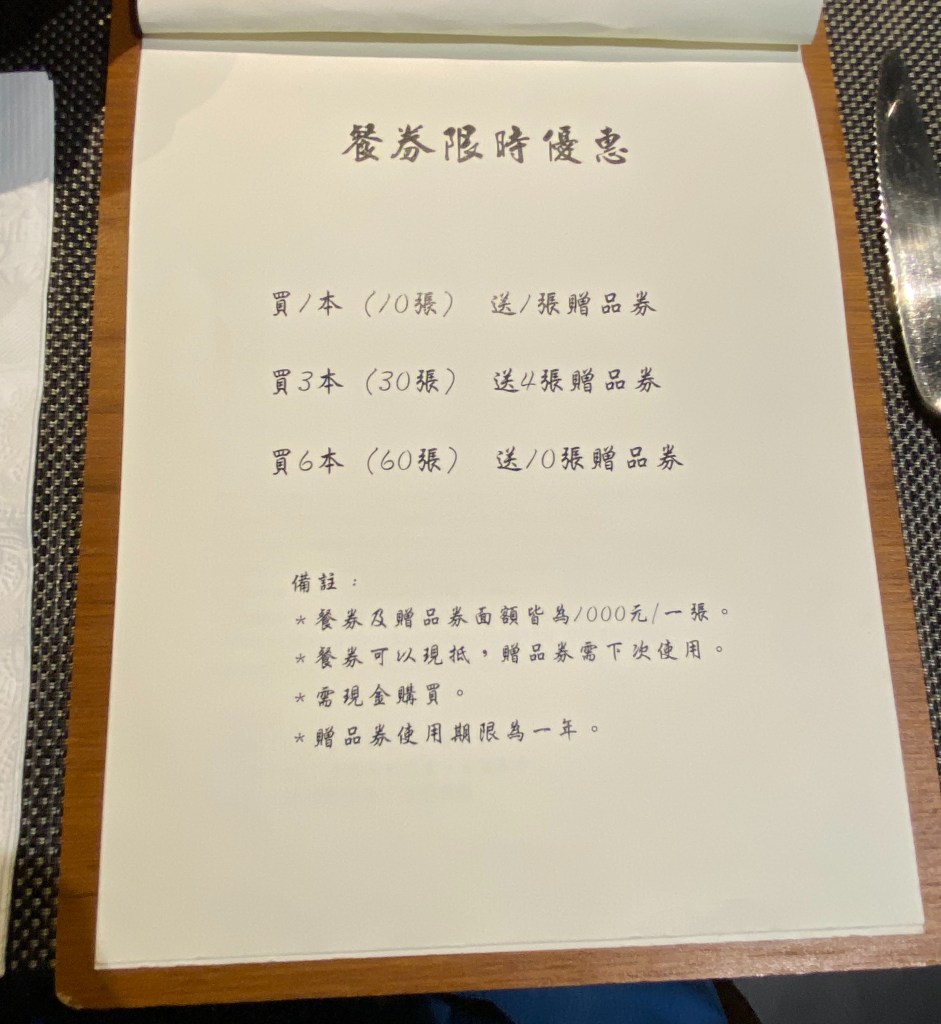 餐券限時優惠
買1本（10張） 送1張贈品券
買3本（30張） 送4張贈品券
買6本（60張） 送10張贈品券
備註：
*餐券及贈品券面額皆為1000元/一張。
*餐券可以現抵，贈品券需下次使用。
*需現金購買。
*贈品券使用期限為一年。